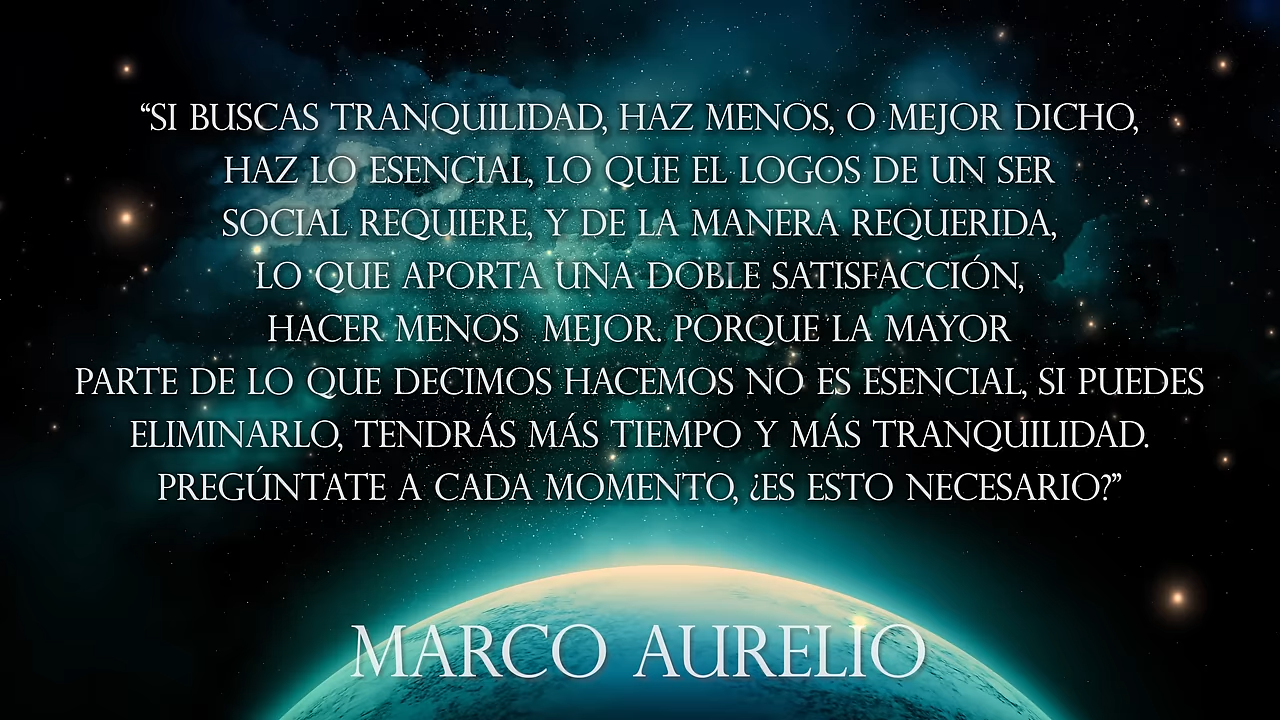 “SI BUSCAS TRANQUILIDAD, HAZ MENOS, O MEJOR DICHO,
HAZ LO ESENCIAL, LO QUE EL LOGOS DE UN SER
SOCIAL REQUIERE, Y DE LA MANERA REQUERIDA,
LO QUE APORTA UNA DOBLE SATISFACCIÓN,
HACER MENOS MEJOR. PORQUE LA MAYOR
PARTE DE LO QUE DECIMOS HACEMOS NO ES ESENCIAL, SI PUEDES
ELIMINARLO, TENDRÁS MÁS TIEMPO Y MÁS TRANQUILIDAD.
PREGÚNTATE A CADA MOMENTO, ¿ES ESTO NECESARIO?”
MARCO AURELIO